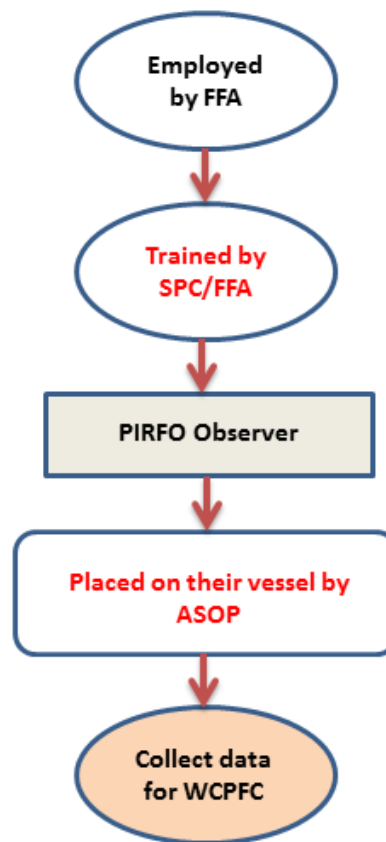 Employed
by FFA
Trained by
SPC/FFA
PIRFO Observer
Placed on their vessel by
ASOP
Collect data
for WCPFC